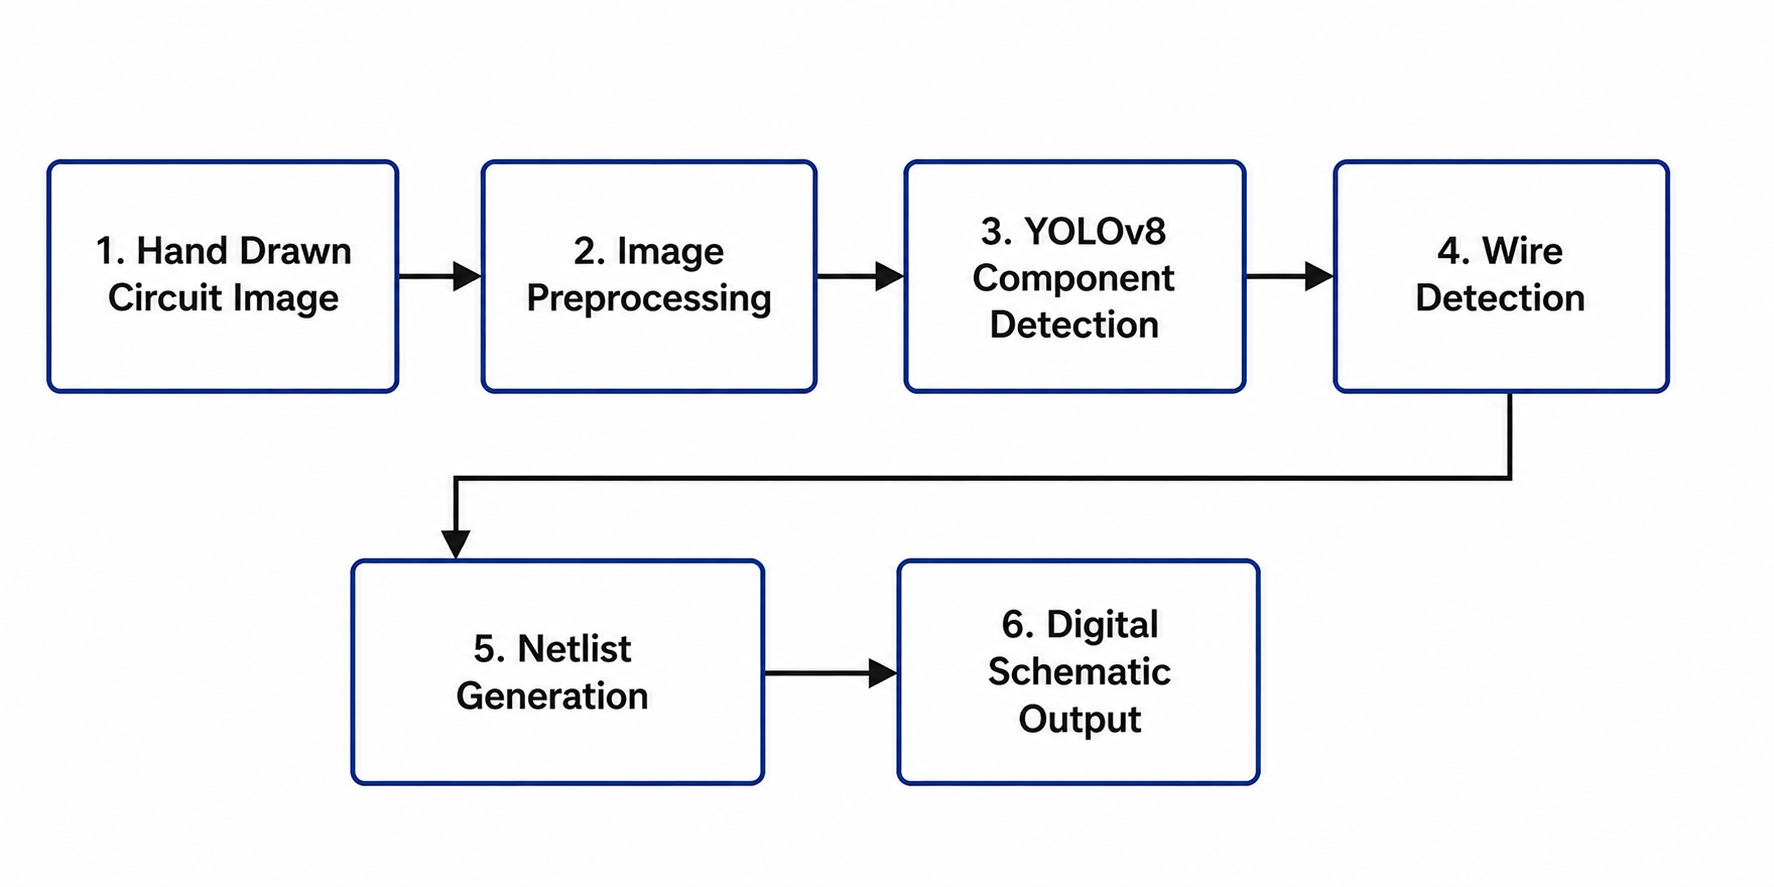 1. Hand Drawn
Circuit Image
2. Image
Preprocessing
3. YOLOv8
Component
Detection
4. Wire
Detection
5. Netlist
Generation
6. Digital
Schematic
Output